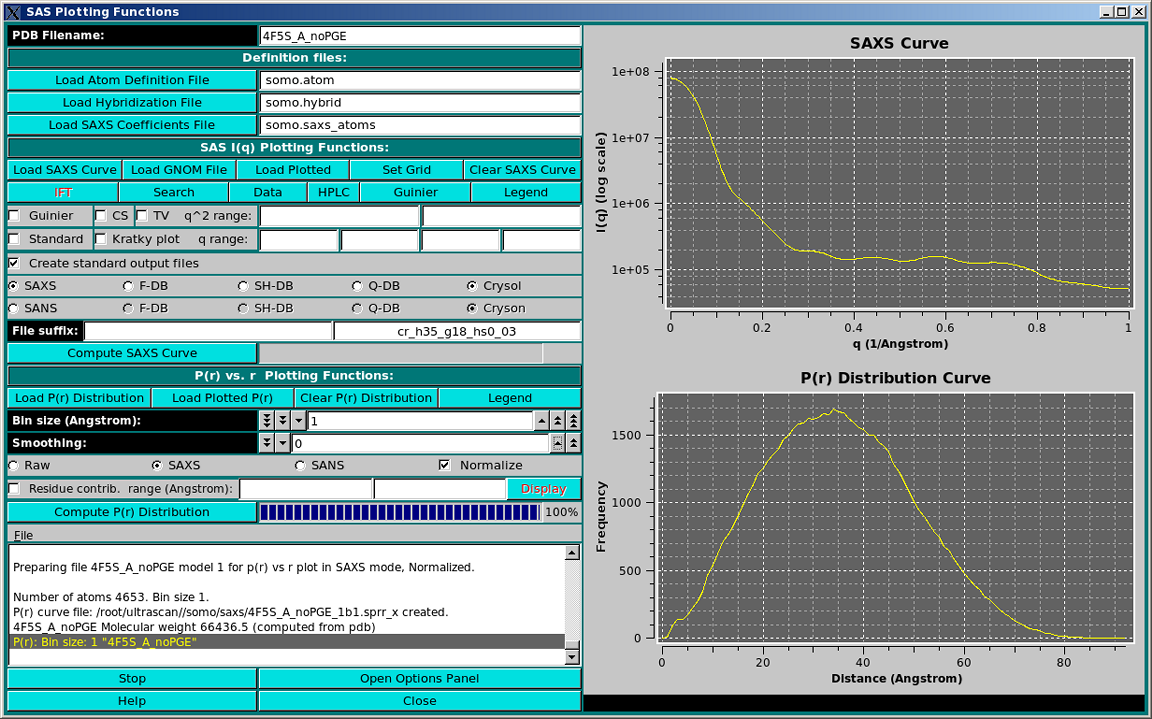 SAS Plotting Functions
PDB Filename: 4F5S_A_noPGE
Definition files:
Load Atom Definition File somo.atom
Load Hybridization File somo.hybrid
Load SAXS Coefficients File somo.saxs_atoms
SAS I(q) Plotting Functions:
Load SAXS Curve Load GNOM File Load Plotted Set Grid Clear SAXS Curve
IFT Search Data HPLC Guinier Legend
Guinier CS TV q^2 range:
Standard Kratky plot q range:
Create standard output files
SAXS F-DB SH-DB Q-DB Crysol
SANS F-DB SH-DB Q-DB Cryson
File suffix: cr_h35_g18_hs0_03
Compute SAXS Curve
P(r) vs. r Plotting Functions:
Load P(r) Distribution Load Plotted P(r) Clear P(r) Distribution Legend
Bin size (Angstrom): 1
Smoothing: 0
Raw SAXS SANS Normalize
Residue contrib. range (Angstrom): Display
Compute P(r) Distribution 100%
File
Preparing file 4F5S_A_noPGE model 1 for p(r) vs r plot in SAXS mode, Normalized.
Number of atoms 4653. Bin size 1.
P(r) curve file: /root/ultrascan//somo/saxs/4F5S_A_noPGE_1b1.sprr_x created.
4F5S_A_noPGE Molecular weight 66436.5 (computed from pdb)
P(r): Bin size: 1 "4F5S_A_noPGE"
Stop Open Options Panel
Help Close
SAXS Curve
I(q) (log scale)
1e+08
1e+07
1e+06
1e+05
0 0.2 0.4 0.6 0.8 1
q (1/Angstrom)
P(r) Distribution Curve
Frequency
1500
1000
500
0
0 20 40 60 80
Distance (Angstrom)